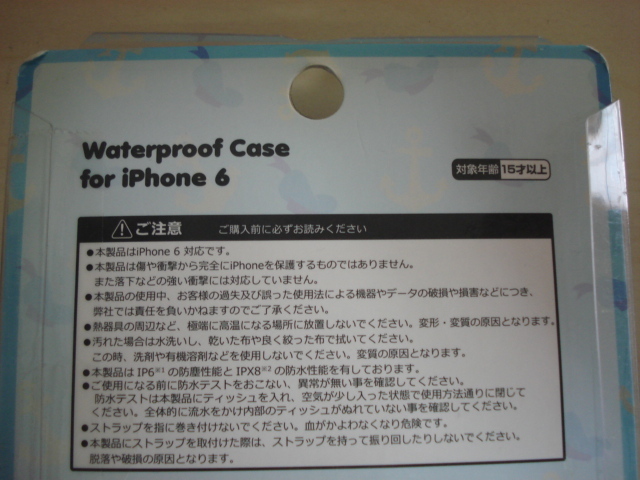 Waterproof Case
for iPhone 6
対象年齢 15才以上
ご注意 ご購入前に必ずお読みください
●本製品はiPhone 6 対応です。
●本製品は傷や衝撃から完全にiPhoneを保護するものではありません。
また落下などの強い衝撃には対応していません。
●本製品の使用中、お客様の過失及び誤った使用法による機器やデータの破損や損害などにつき、
弊社では責任を負いかねますのでご了承ください。
●熱器具の周辺など、極端に高温になる場所に放置しないでください。変形・変質の原因となります。
●汚れた場合は水洗いし、乾いた布や良く絞った布で拭いてください。
この時、洗剤や有機溶剤などを使用しないでください。変質の原因となります。
●本製品は IP6※1 の防塵性能と IPX8※2 の防水性能を有しております。
●ご使用になる前に防水テストをおこない、異常が無い事を確認してください。
防水テストは本製品にティッシュを入れ、空気が少し入った状態で使用方法通りに閉じて
ください。全体的に流水をかけ内部のティッシュがぬれていない事を確認してください。
●ストラップを指に巻き付けないでください。血がかよわなくなり危険です。
●本製品にストラップを取付けた際は、ストラップを持って振り回したりしないでください。
脱落や破損の原因となります。